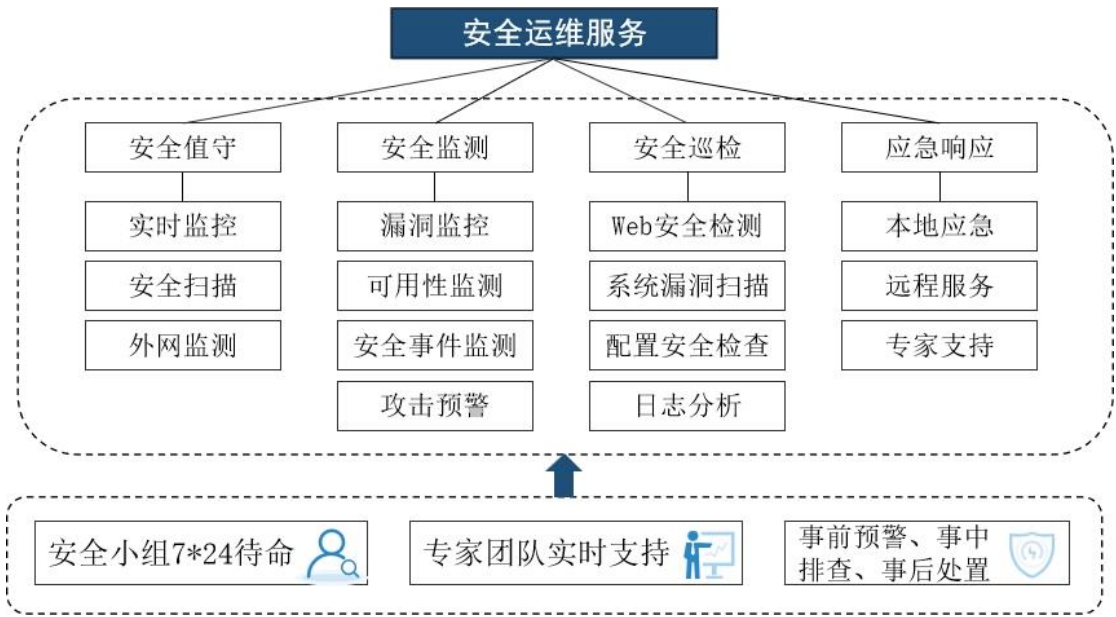 安全运维服务
安全值守
安全监测
安全巡检
应急响应
实时监控
漏洞监控
Web安全检测
本地应急
安全扫描
可用性监测
系统漏洞扫描
远程服务
外网监测
安全事件监测
配置安全检查
专家支持
攻击预警
日志分析
安全小组7*24待命
专家团队实时支持
事前预警、事中
排查、事后处置